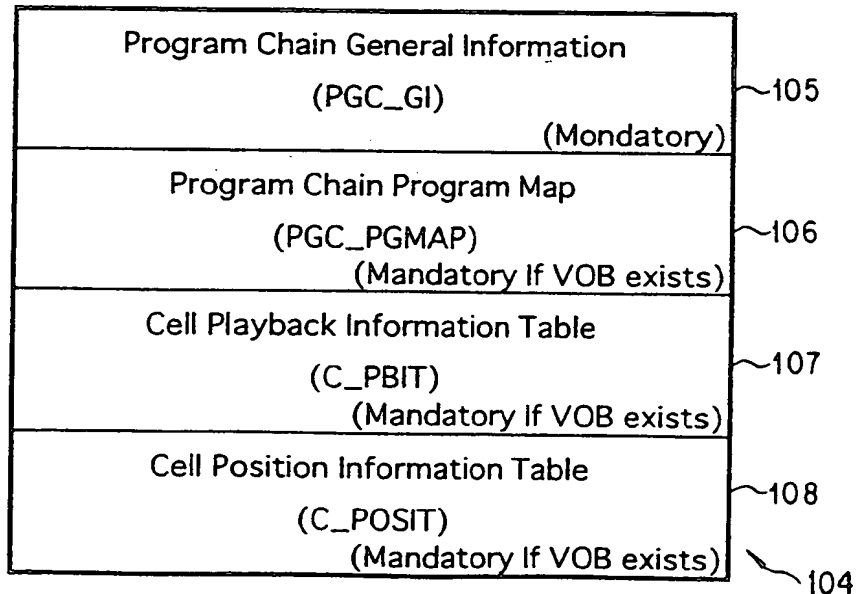 Program Chain General Information
(PGC_GI)
(Mondatory)
105
Program Chain Program Map
(PGC_PGMAP)
(Mandatory If VOB exists)
106
Cell Playback Information Table
(C_PBIT)
(Mandatory If VOB exists)
107
Cell Position Information Table
(C_POSIT)
(Mandatory If VOB exists)
108
104